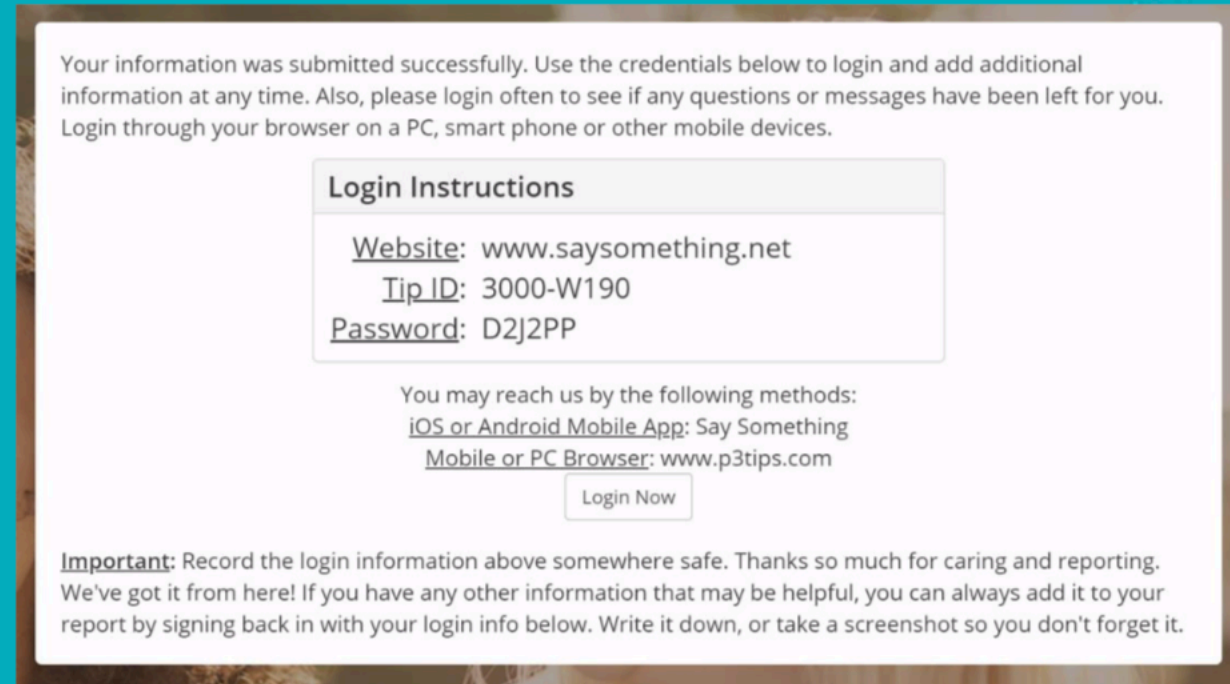 Your information was submitted successfully. Use the credentials below to login and add additional
information at any time. Also, please login often to see if any questions or messages have been left for you.
Login through your browser on a PC, smart phone or other mobile devices.
Login Instructions
Website: www.saysomething.net
Tip ID: 3000-W190
Password: D2J2PP
You may reach us by the following methods:
iOS or Android Mobile App: Say Something
Mobile or PC Browser: www.p3tips.com
Login Now
Important: Record the login information above somewhere safe. Thanks so much for caring and reporting.
We've got it from here! If you have any other information that may be helpful, you can always add it to your
report by signing back in with your login info below. Write it down, or take a screenshot so you don't forget it.